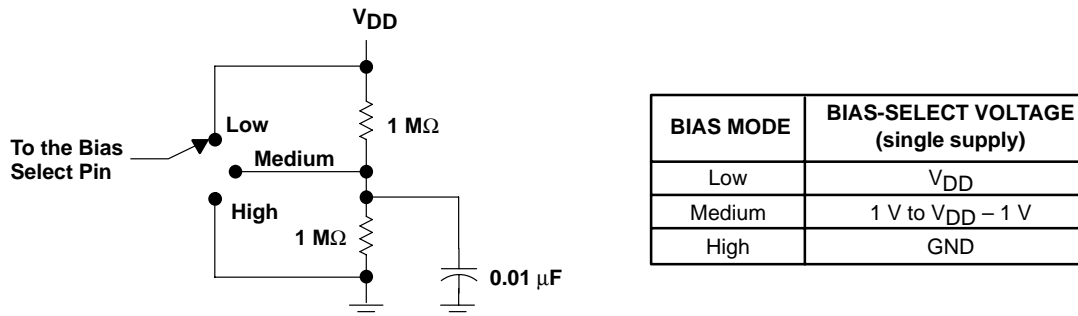 VDD
Low
1 MΩ
To the Bias
Select Pin
Medium
High
1 MΩ
0.01 μF
BIAS MODE
BIAS-SELECT VOLTAGE
(single supply)
Low
VDD
Medium
1 V to VDD – 1 V
High
GND